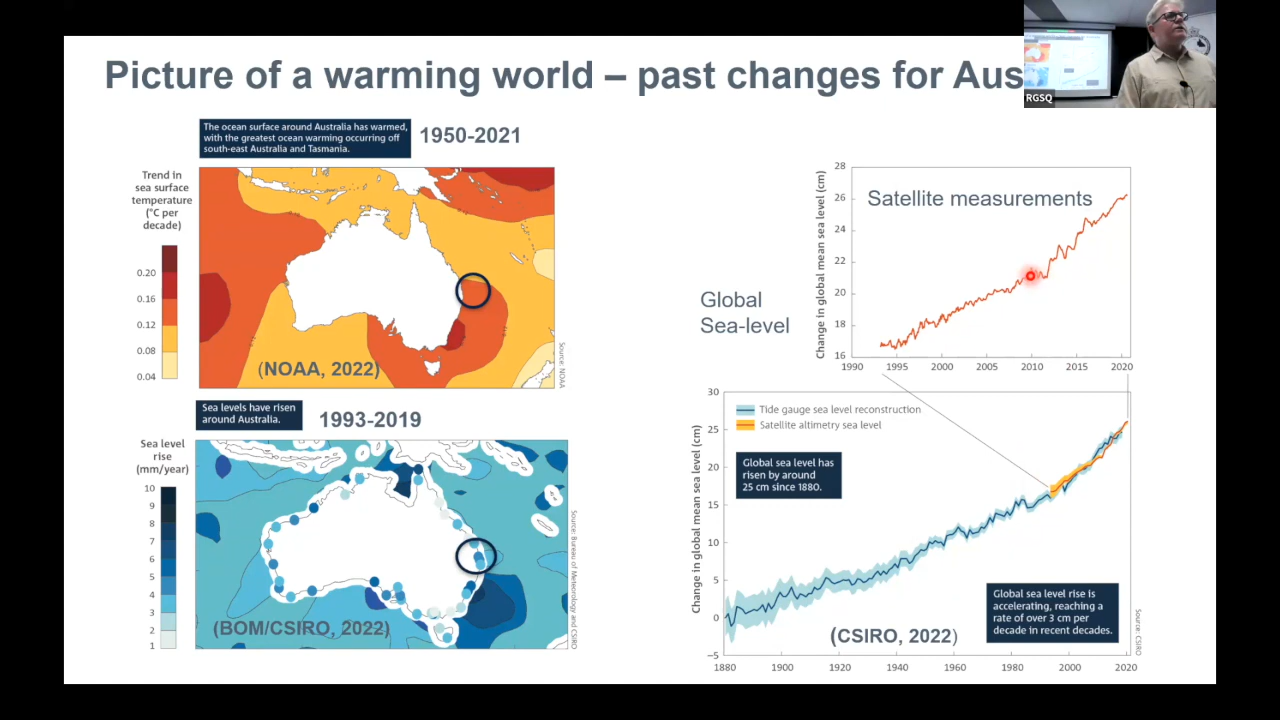 Picture of a warming world – past changes for Aus
RGSQ
The ocean surface around Australia has warmed,
with the greatest ocean warming occurring off
south-east Australia and Tasmania.
1950-2021
Trend in
sea surface
temperature
(°C per
decade)
0.20
0.16
0.12
0.08
0.04
(NOAA, 2022)
Source: NOAA
Sea levels have risen
around Australia.
1993-2019
Sea level
rise
(mm/year)
10
9
8
7
6
5
4
3
2
1
(BOM/CSIRO, 2022)
Source: Bureau of Meteorology and CSIRO
Global
Sea-level
Satellite measurements
Change in global mean sea level (cm)
28
26
24
22
20
18
16
1990 1995 2000 2005 2010 2015 2020
Change in global mean sea level (cm)
30
25
20
15
10
5
0
−5
Tide gauge sea level reconstruction
Satellite altimetry sea level
Global sea level has
risen by around
25 cm since 1880.
Global sea level rise is
accelerating, reaching a
rate of over 3 cm per
decade in recent decades.
(CSIRO, 2022)
Source: CSIRO
1880 1900 1920 1940 1960 1980 2000 2020